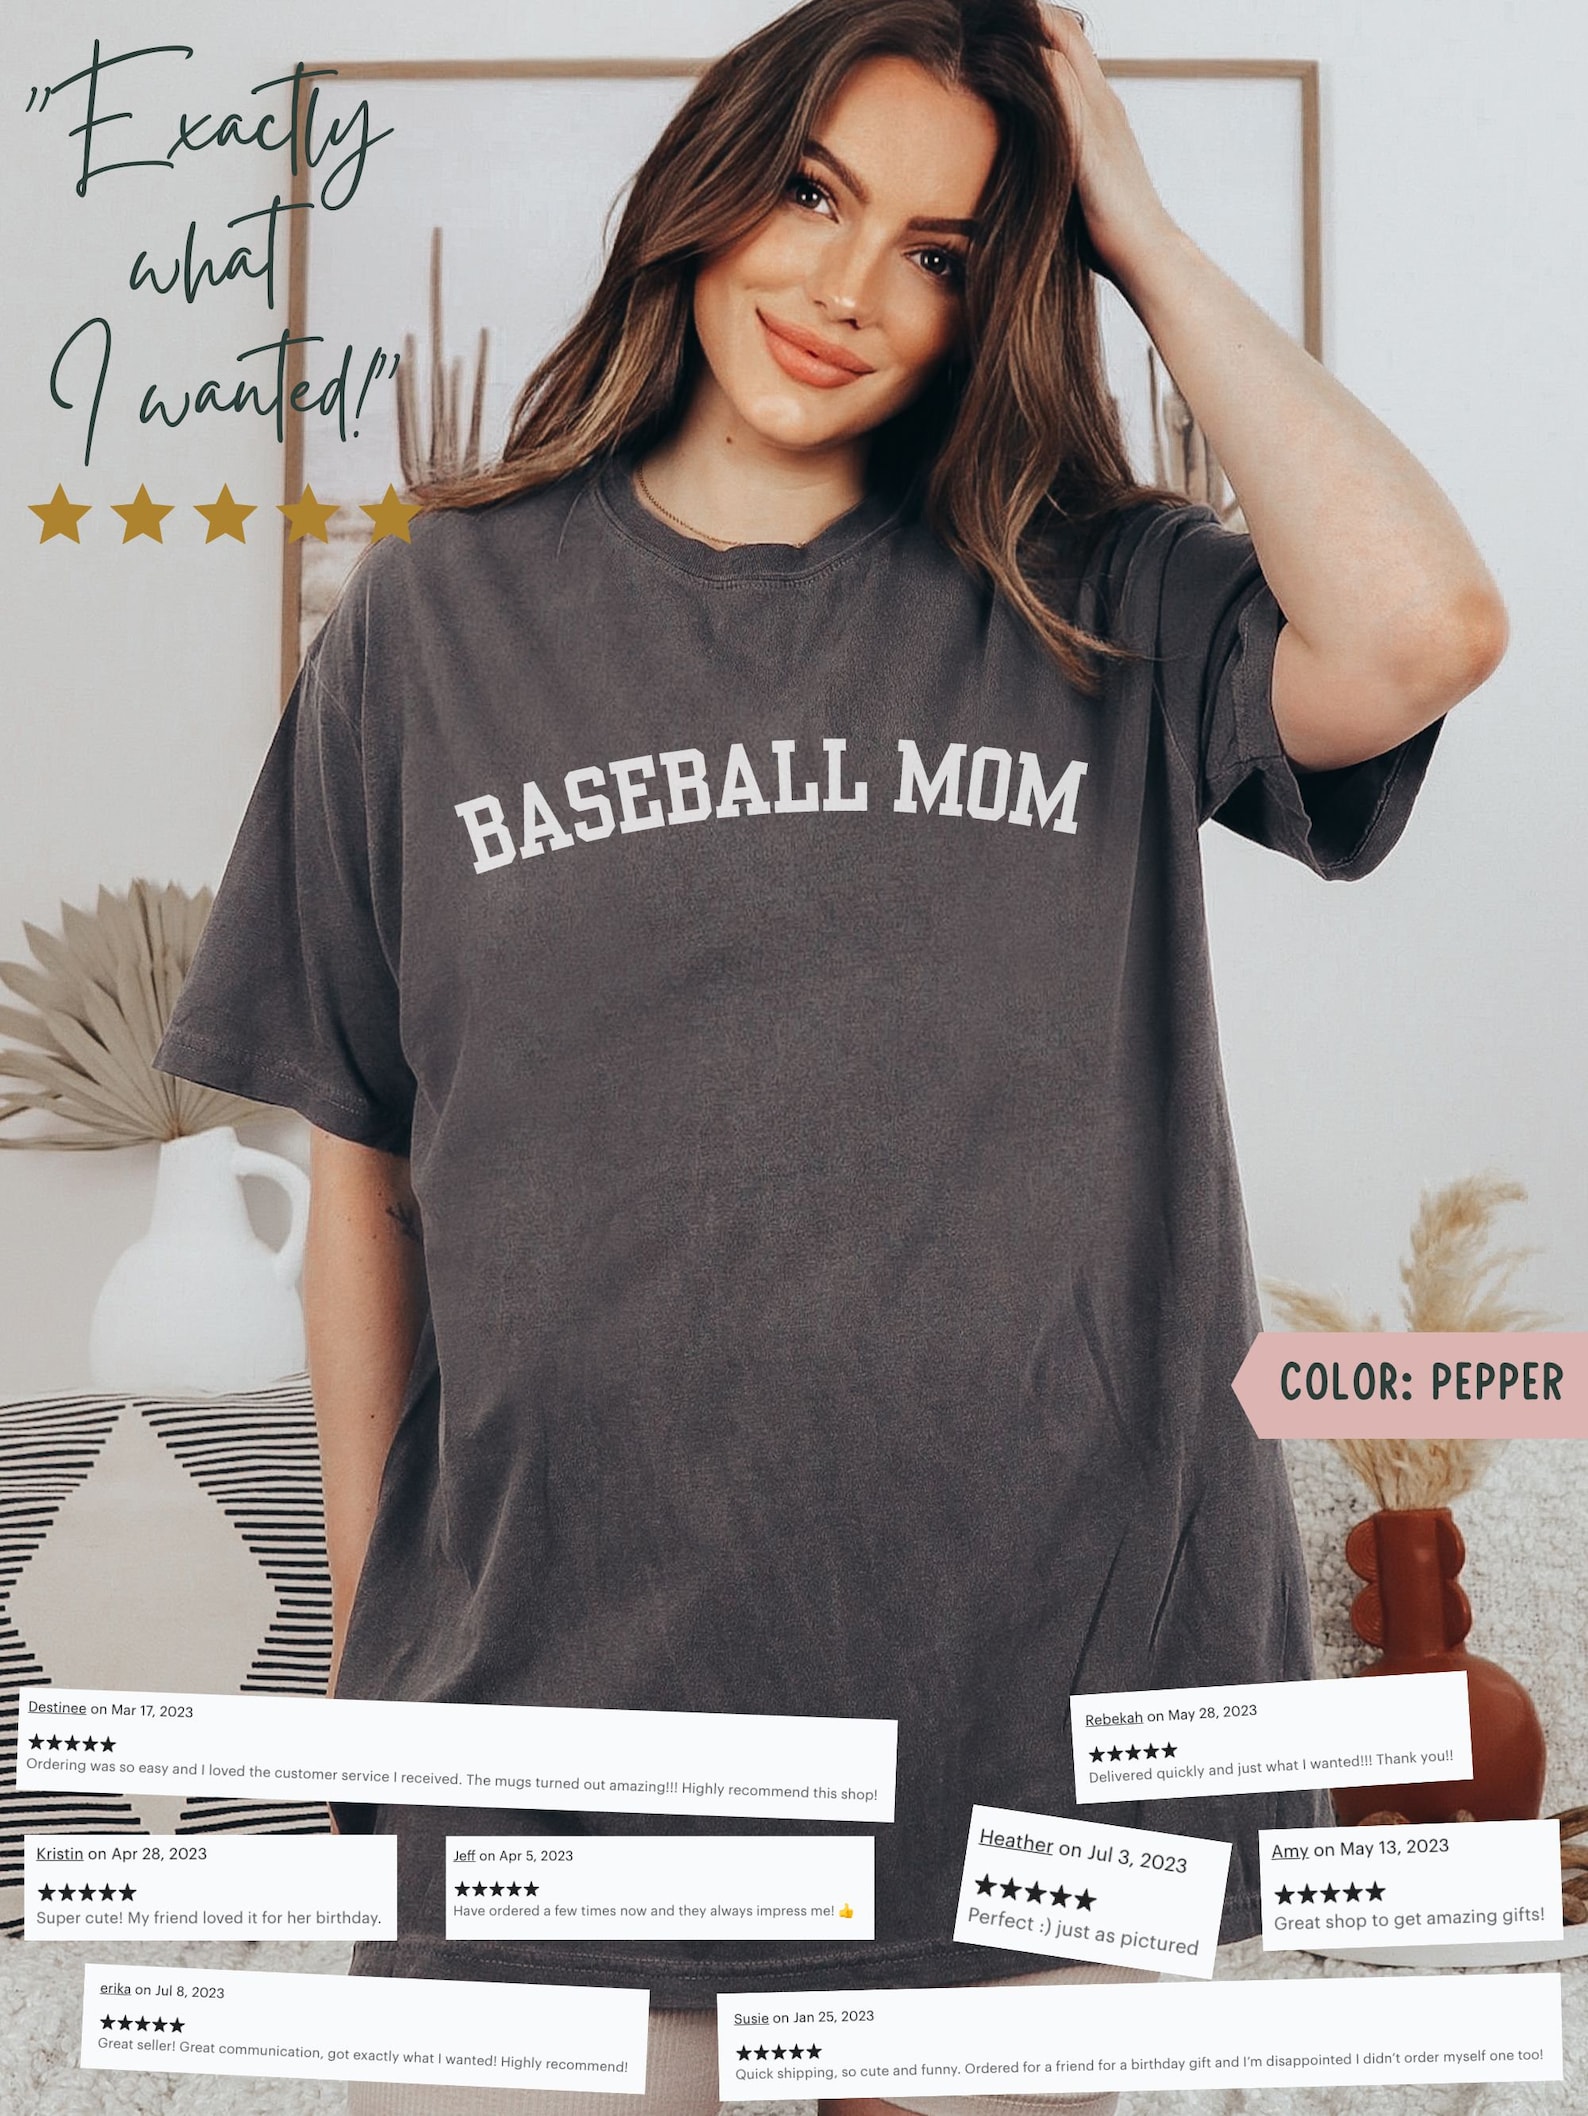 "Exactly
what
I wanted!"
BASEBALL MOM
COLOR: PEPPER
Destinee on Mar 17, 2023
Ordering was so easy and I loved the customer service I received. The mugs turned out amazing!!! Highly recommend this shop!
Rebekah on May 28, 2023
Delivered quickly and just what I wanted!!! Thank you!!
Kristin on Apr 28, 2023
Super cute! My friend loved it for her birthday.
Jeff on Apr 5, 2023
Have ordered a few times now and they always impress me! 👍
Heather on Jul 3, 2023
Perfect :) just as pictured
Amy on May 13, 2023
Great shop to get amazing gifts!
erika on Jul 8, 2023
Great seller! Great communication, got exactly what I wanted! Highly recommend!
Susie on Jan 25, 2023
Quick shipping, so cute and funny. Ordered for a friend for a birthday gift and I'm disappointed I didn't order myself one too!